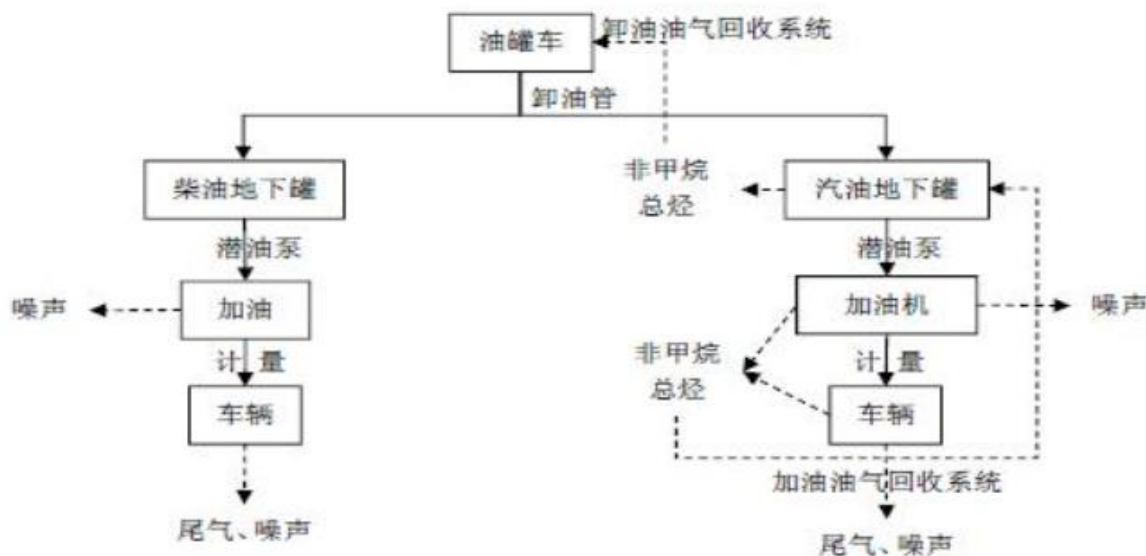 油罐车
卸油油气回收系统
卸油管
柴油地下罐
非甲烷
总烃
汽油地下罐
潜油泵
潜油泵
噪声
加油
加油机
噪声
计量
非甲烷
总烃
计量
车辆
车辆
加油油气回收系统
尾气、噪声
尾气、噪声